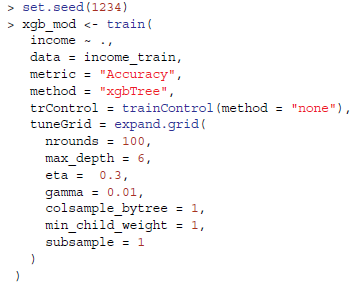 > set.seed(1234)
> xgb_mod <- train(
income ~ .,
data = income_train,
metric = "Accuracy",
method = "xgbTree",
trControl = trainControl(method = "none"),
tuneGrid = expand.grid(
nrounds = 100,
max_depth = 6,
eta =  0.3,
gamma = 0.01,
colsample_bytree = 1,
min_child_weight = 1,
subsample = 1
)
)